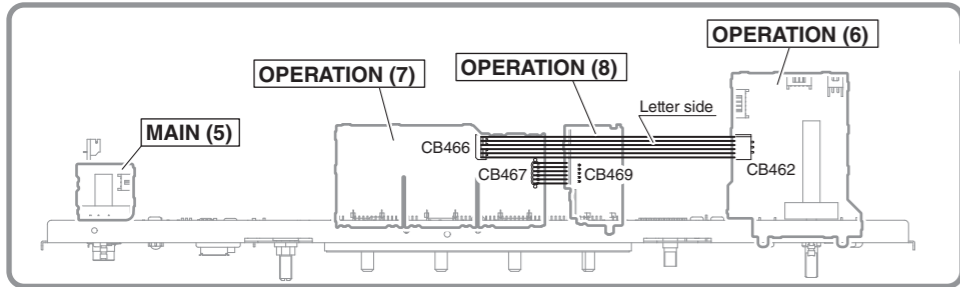 OPERATION (6)
OPERATION (7)
OPERATION (8)
Letter side
MAIN (5)
CB466
CB467
CB469
CB462